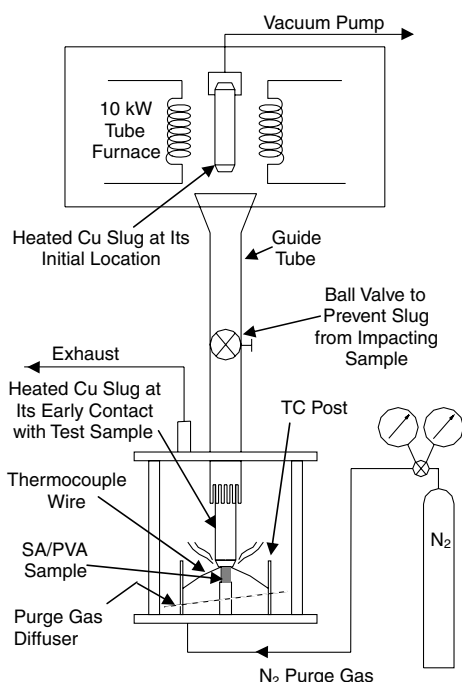 Vacuum Pump
10 kW
Tube
Furnace
Heated Cu Slug at Its
Initial Location
Guide
Tube
Ball Valve to
Prevent Slug
from Impacting
Sample
Exhaust
Heated Cu Slug at
Its Early Contact
with Test Sample
TC Post
Thermocouple
Wire
SA/PVA
Sample
N2
Purge Gas
Diffuser
N2 Purge Gas